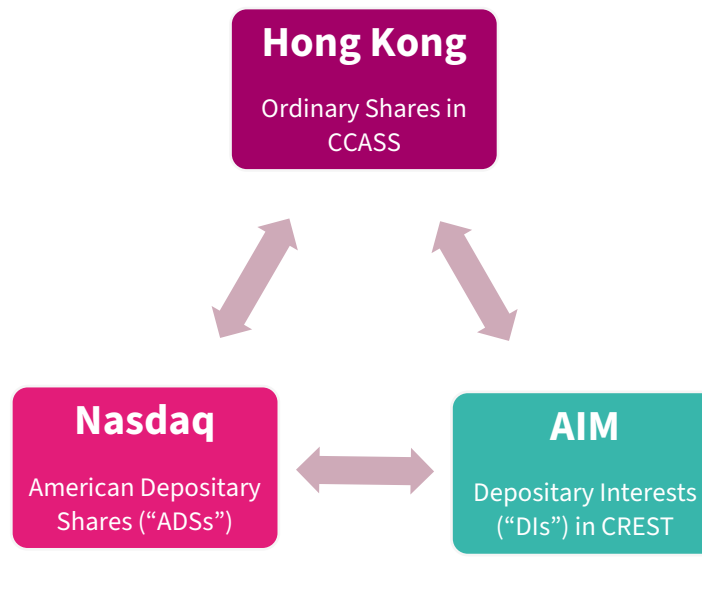 Hong Kong
Ordinary Shares in
CCASS
Nasdaq
American Depositary
Shares (“ADSs”)
AIM
Depositary Interests
(“DIs”) in CREST